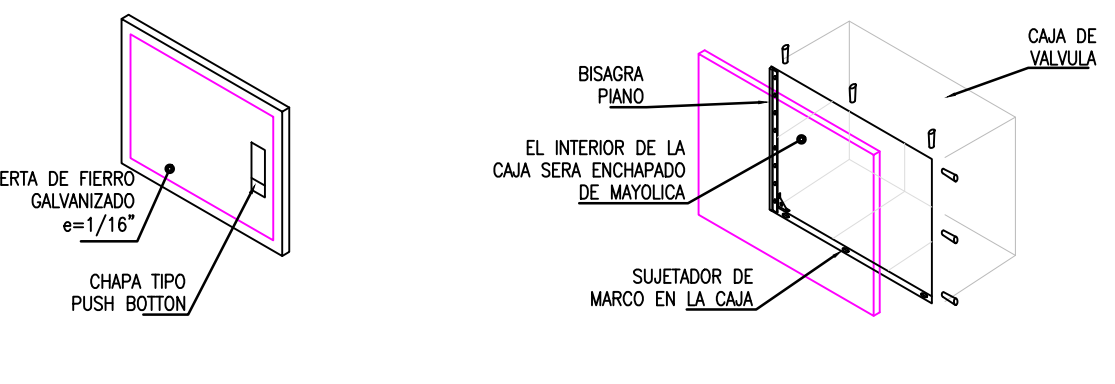 ERTA DE FIERRO
GALVANIZADO
e=1/16”
CHAPA TIPO
PUSH BOTTON
BISAGRA
PIANO
EL INTERIOR DE LA
CAJA SERA ENCHAPADO
DE MAYOLICA
SUJETADOR DE
MARCO EN LA CAJA
CAJA DE
VALVULA